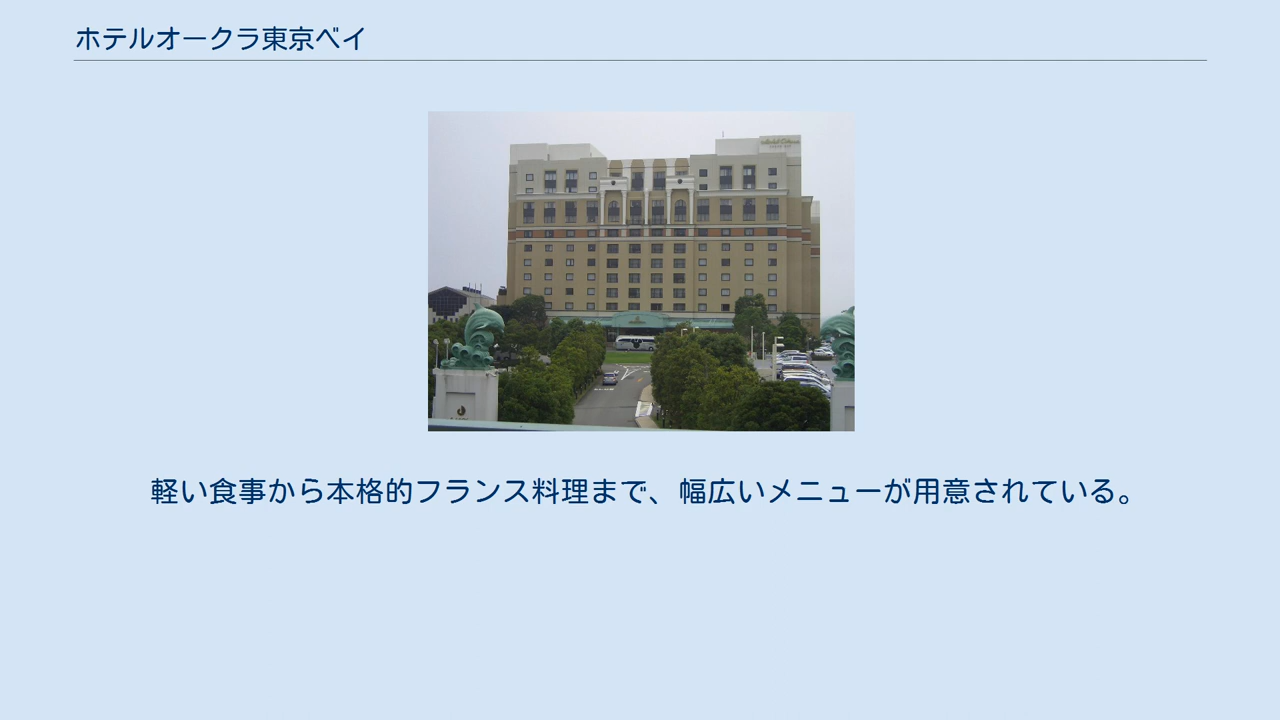 ホテルオークラ東京ベイ
軽い食事から本格的フランス料理まで、幅広いメニューが用意されている。